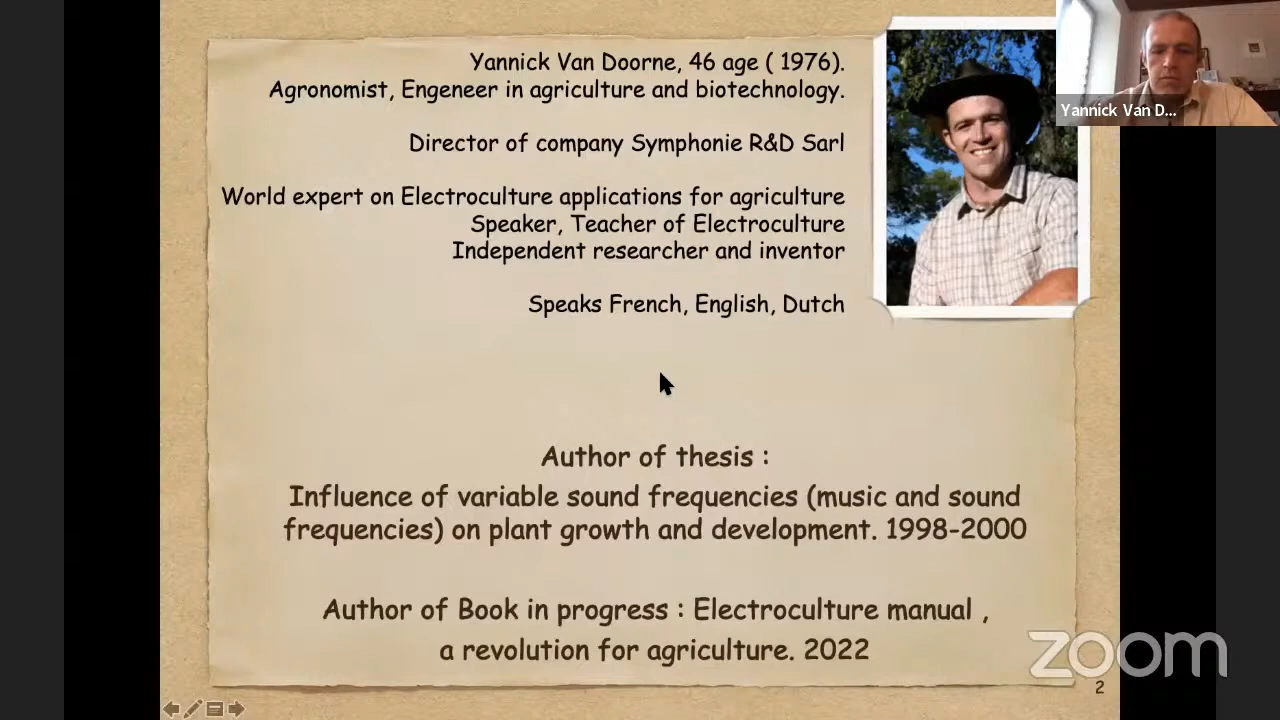 Yannick Van Doorne, 46 age ( 1976).
Agronomist, Engeneer in agriculture and biotechnology.
Director of company Symphonie R&D Sarl
World expert on Electroculture applications for agriculture
Speaker, Teacher of Electroculture
Independent researcher and inventor
Speaks French, English, Dutch
Author of thesis :
Influence of variable sound frequencies (music and sound
frequencies) on plant growth and development. 1998-2000
Author of Book in progress : Electroculture manual ,
a revolution for agriculture. 2022
Yannick Van D...
zoom
2